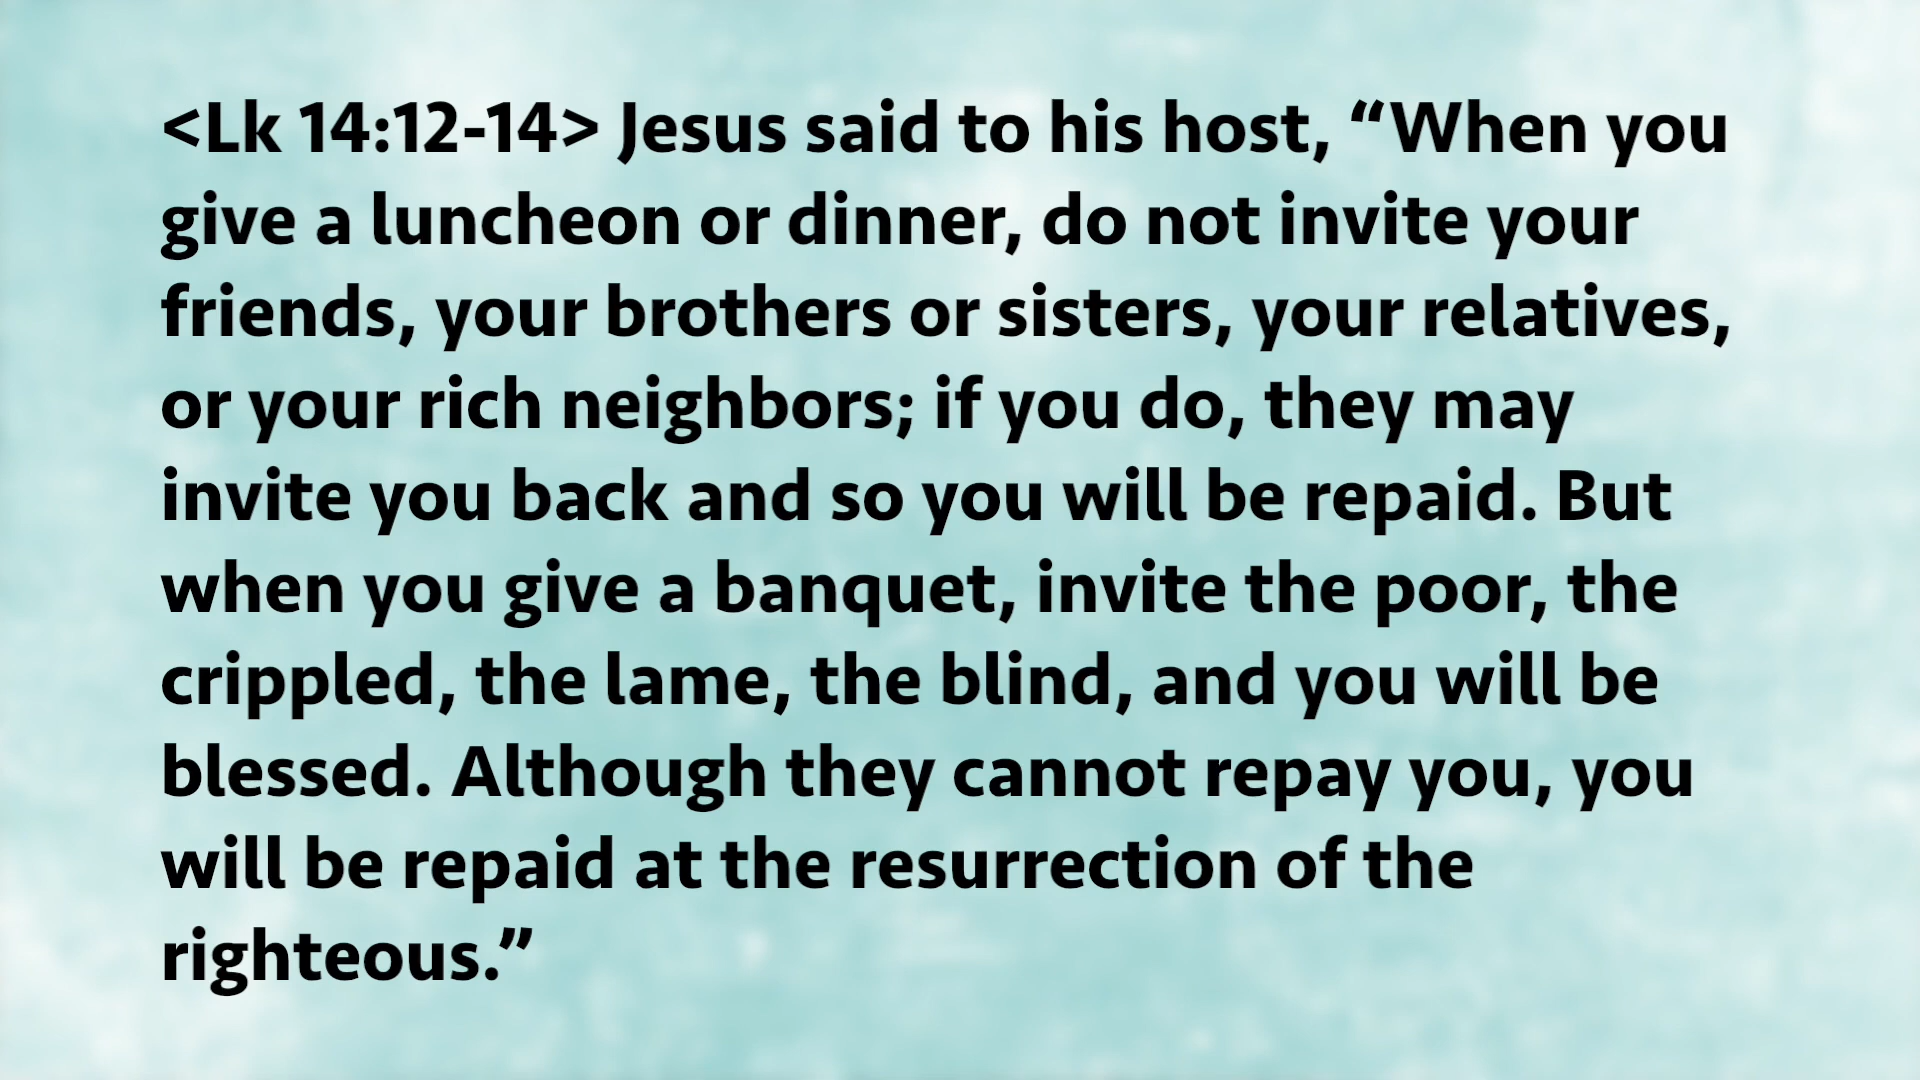 <Lk 14:12-14> Jesus said to his host, “When you
give a luncheon or dinner, do not invite your
friends, your brothers or sisters, your relatives,
or your rich neighbors; if you do, they may
invite you back and so you will be repaid. But
when you give a banquet, invite the poor, the
crippled, the lame, the blind, and you will be
blessed. Although they cannot repay you, you
will be repaid at the resurrection of the
righteous.”